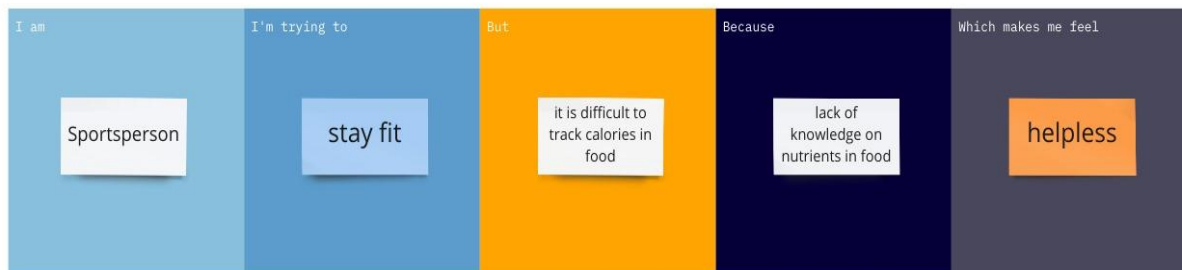 I am
Sportsperson
I'm trying to
stay fit
But
it is difficult to
track calories in
food
Because
lack of
knowledge on
nutrients in food
Which makes me feel
helpless